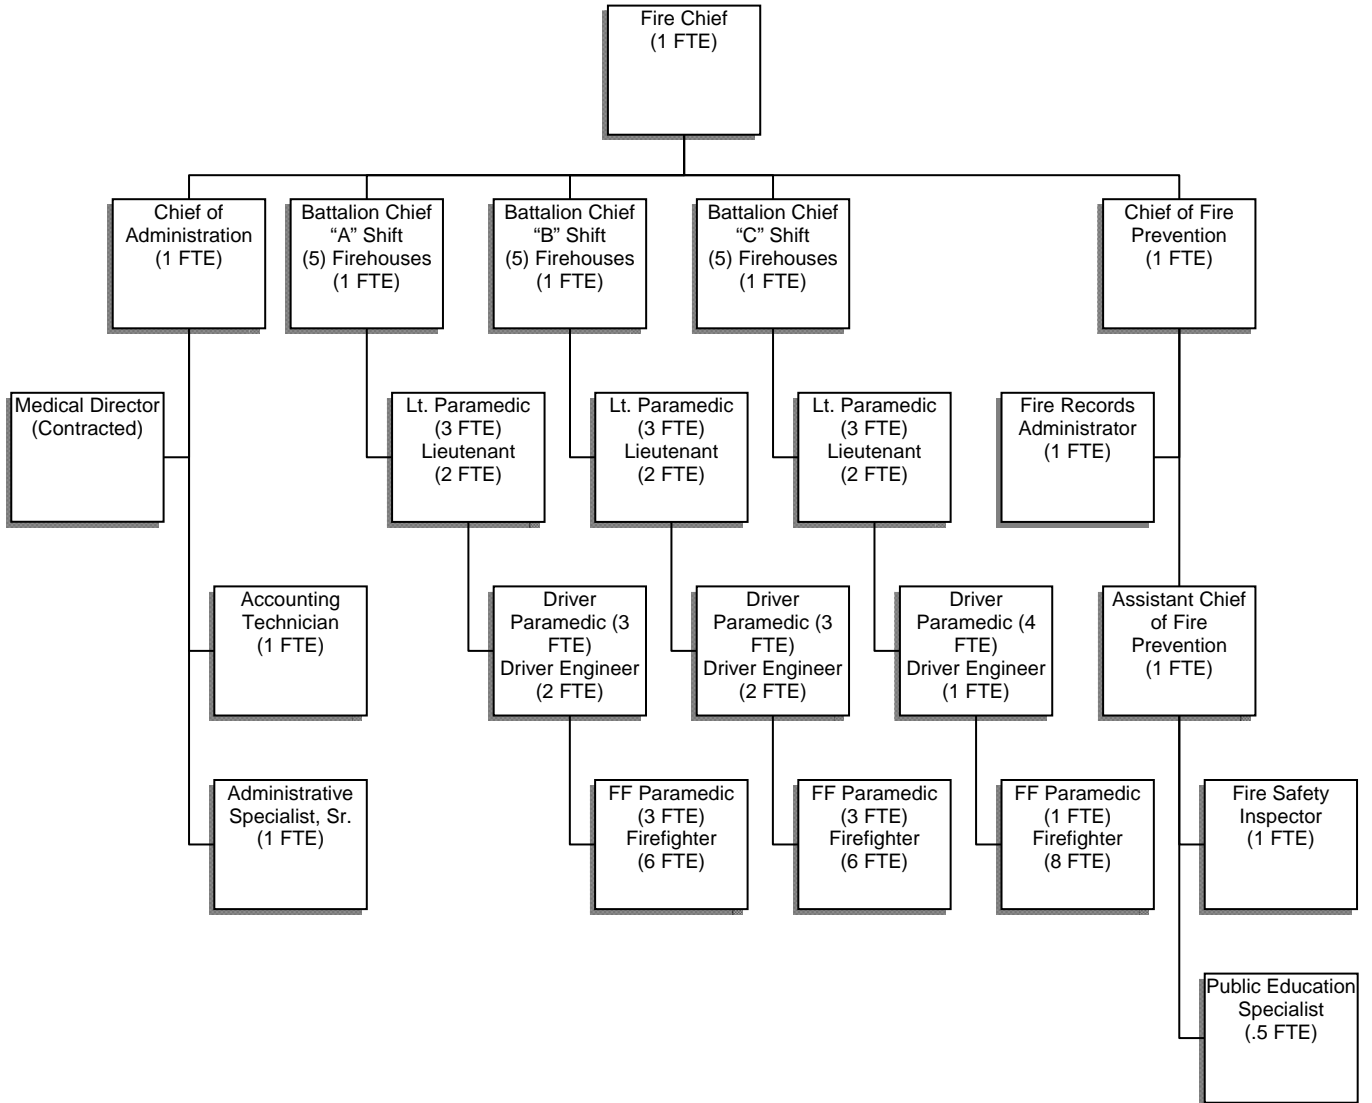 Fire Chief
(1 FTE)
Chief of
Administration
(1 FTE)
Battalion Chief
“A” Shift
(5) Firehouses
(1 FTE)
Battalion Chief
“B” Shift
(5) Firehouses
(1 FTE)
Battalion Chief
“C” Shift
(5) Firehouses
(1 FTE)
Chief of Fire
Prevention
(1 FTE)
Medical Director
(Contracted)
Lt. Paramedic
(3 FTE)
Lieutenant
(2 FTE)
Lt. Paramedic
(3 FTE)
Lieutenant
(2 FTE)
Lt. Paramedic
(3 FTE)
Lieutenant
(2 FTE)
Fire Records
Administrator
(1 FTE)
Accounting
Technician
(1 FTE)
Driver
Paramedic (3
FTE)
Driver Engineer
(2 FTE)
Driver
Paramedic (3
FTE)
Driver Engineer
(2 FTE)
Driver
Paramedic (4
FTE)
Driver Engineer
(1 FTE)
Assistant Chief
of Fire
Prevention
(1 FTE)
Administrative
Specialist, Sr.
(1 FTE)
FF Paramedic
(3 FTE)
Firefighter
(6 FTE)
FF Paramedic
(3 FTE)
Firefighter
(6 FTE)
FF Paramedic
(1 FTE)
Firefighter
(8 FTE)
Fire Safety
Inspector
(1 FTE)
Public Education
Specialist
(.5 FTE)